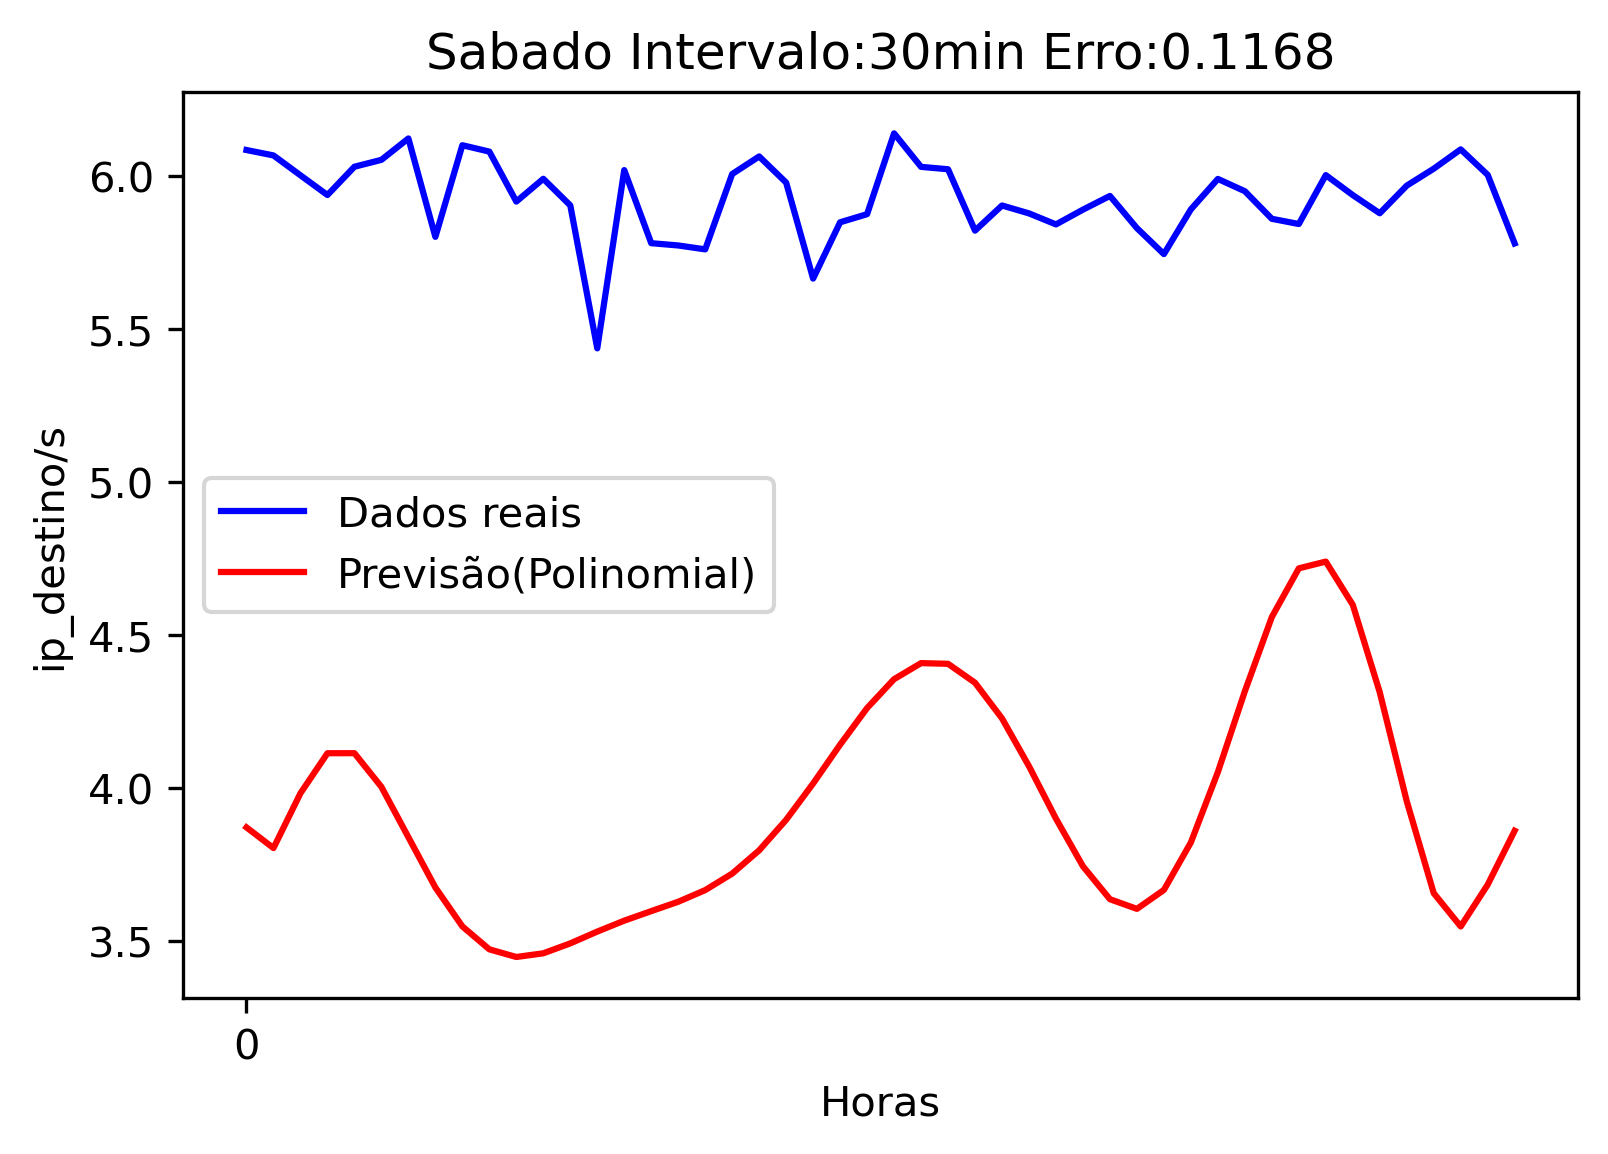 Sabado Intervalo:30min Erro:0.1168
6.0
5.5
5.0
4.5
4.0
3.5
ip_destino/s
Dados reais
Previsão(Polinomial)
0
Horas